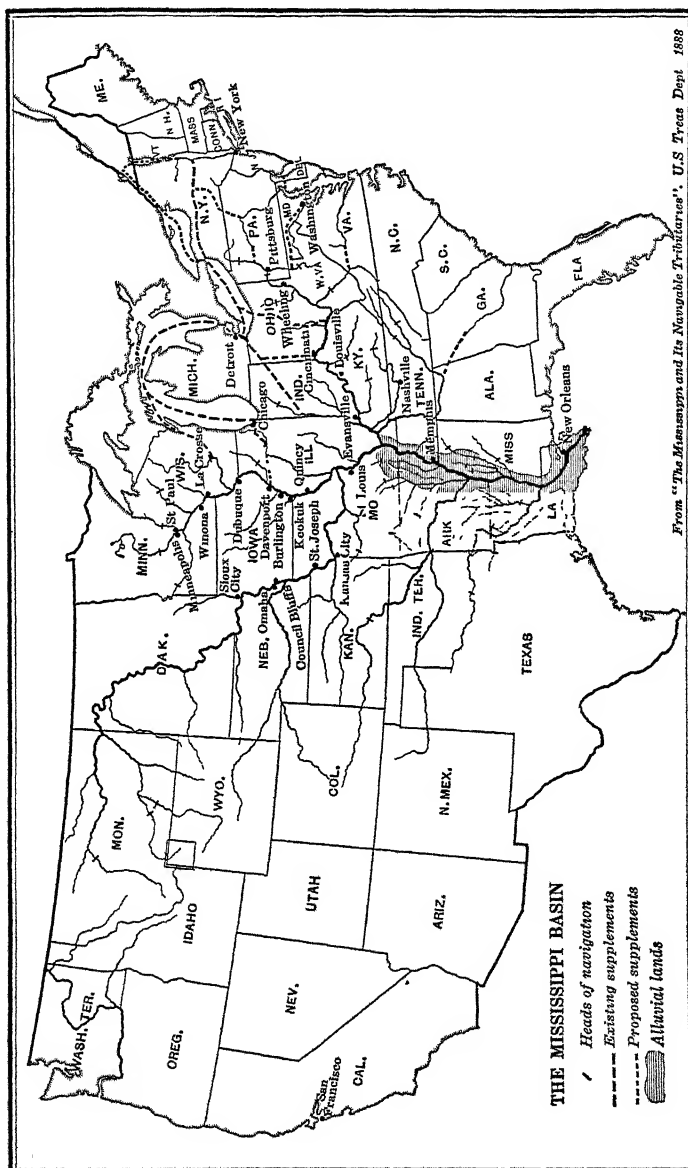 THE MISSISSIPPI BASIN
Heads of navigation
Existing supplements
Proposed supplements
Alluvial lands
WASH. TER.
OREG.
CAL.
San
Francisco
NEV.
IDAHO
MON.
WYO.
UTAH
ARIZ.
COL.
N. MEX.
DAK.
NEB.
KAN.
IND. TER.
TEXAS
MINN.
Minneapolis
St Paul
Winona
La Crosse
WIS.
Sioux
City
Dubuque
IOWA
Davenport
Burlington
Omaha
Council Bluffs
Keokuk
St. Joseph
Quincy
ILL
Kansas City
St Louis
MO
ARK
LA
Chicago
MICH.
Detroit
IND.
Cincinnati
OHIO
Wheeling
Evansville
Louisville
KY.
Nashville
TENN.
Memphis
MISS
ALA.
GA.
FLA
New Orleans
S.C.
N.C.
VA.
W.VA
Washington
MD
DEL
Pittsburg
PA.
N J
N.Y.
New York
CONN
R I
MASS
VT
N H.
ME.
From "The Mississippi and Its Navigable Tributaries". U.S Treas Dept 1888